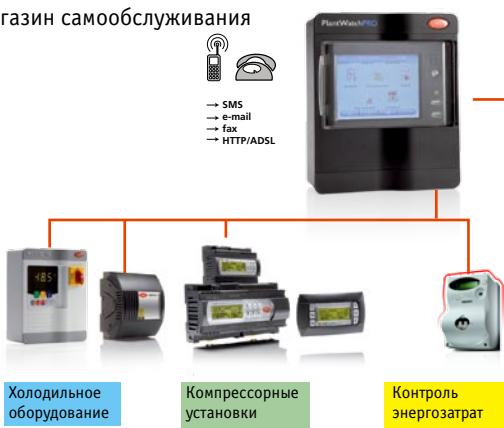 газин самообслуживания
PlantWatchPRO
→ SMS
→ e-mail
→ fax
→ HTTP/ADSL
Холодильное
оборудование
Компрессорные
установки
Контроль
энергозатрат